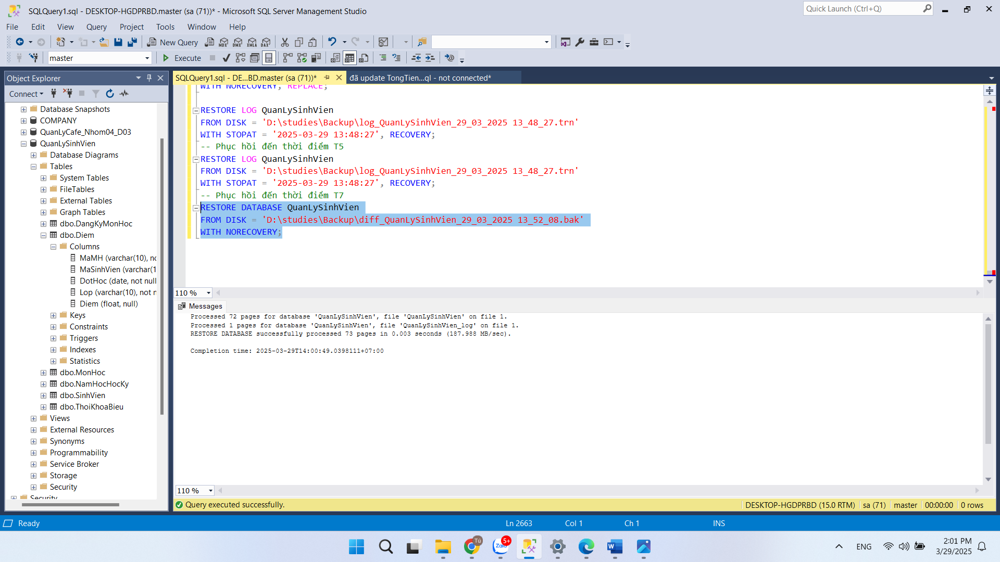 SQLQuery1.sql - DESKTOP-HGDPRBD.master (sa (71))* - Microsoft SQL Server Management Studio
Quick Launch (Ctrl+Q)
File Edit View Query Project Tools Window Help
New Query MDX DMX XMLA DAX
master Execute
Object Explorer
SQLQuery1.sql - DE...BD.master (sa (71))*
đã update TongTien...ql - not connected*
Connect
Database Snapshots
COMPANY
QuanLyCafe_Nhom04_D03
QuanLySinhVien
Database Diagrams
Tables
System Tables
FileTables
External Tables
Graph Tables
dbo.DangKyMonHoc
dbo.Diem
Columns
MaMH (varchar(10), no
MaSinhVien (varchar(1
DotHoc (date, not null
Lop (varchar(10), not n
Diem (float, null)
Keys
Constraints
Triggers
Indexes
Statistics
dbo.MonHoc
dbo.NamHocHocKy
dbo.SinhVien
dbo.ThoiKhoaBieu
Views
External Resources
Synonyms
Programmability
Service Broker
Storage
Security
Security
WITH NORECOVERY, REPLACE;
RESTORE LOG QuanLySinhVien
FROM DISK = 'D:\studies\Backup\log_QuanLySinhVien_29_03_2025 13_48_27.trn'
WITH STOPAT = '2025-03-29 13:48:27', RECOVERY;
-- Phục hồi đến thời điểm T5
RESTORE LOG QuanLySinhVien
FROM DISK = 'D:\studies\Backup\log_QuanLySinhVien_29_03_2025 13_48_27.trn'
WITH STOPAT = '2025-03-29 13:48:27', RECOVERY;
-- Phục hồi đến thời điểm T7
RESTORE DATABASE QuanLySinhVien
FROM DISK = 'D:\studies\Backup\diff_QuanLySinhVien_29_03_2025 13_52_08.bak'
WITH NORECOVERY;
110 %
Messages
Processed 72 pages for database 'QuanLySinhVien', file 'QuanLySinhVien' on file 1.
Processed 1 pages for database 'QuanLySinhVien', file 'QuanLySinhVien_log' on file 1.
RESTORE DATABASE successfully processed 73 pages in 0.003 seconds (187.988 MB/sec).
Completion time: 2025-03-29T14:00:49.0398111+07:00
110 %
Query executed successfully.
DESKTOP-HGDPRBD (15.0 RTM) sa (71) master 00:00:00 0 rows
Ready Ln 2663 Col 1 Ch 1 INS
Tú
Zalo 5+
W
ENG
2:01 PM
3/29/2025